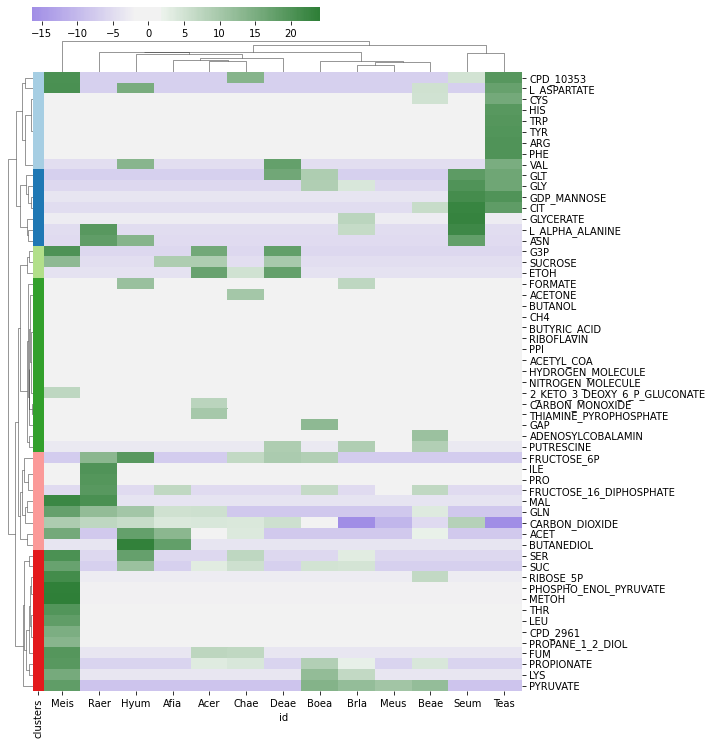 −15 −10 −5 0 5 10 15 20
CPD_10353
L_ASPARTATE
CYS
HIS
TRP
TYR
ARG
PHE
VAL
GLT
GLY
GDP_MANNOSE
CIT
GLYCERATE
L_ALPHA_ALANINE
ASN
G3P
SUCROSE
ETOH
FORMATE
ACETONE
BUTANOL
CH4
BUTYRIC_ACID
RIBOFLAVIN
PPI
ACETYL_COA
HYDROGEN_MOLECULE
NITROGEN_MOLECULE
2_KETO_3_DEOXY_6_P_GLUCONATE
CARBON_MONOXIDE
THIAMINE_PYROPHOSPHATE
GAP
ADENOSYLCOBALAMIN
PUTRESCINE
FRUCTOSE_6P
ILE
PRO
FRUCTOSE_16_DIPHOSPHATE
MAL
GLN
CARBON_DIOXIDE
ACET
BUTANEDIOL
SER
SUC
RIBOSE_5P
PHOSPHO_ENOL_PYRUVATE
METOH
THR
LEU
CPD_2961
PROPANE_1_2_DIOL
FUM
PROPIONATE
LYS
PYRUVATE
clusters
Meis Raer Hyum Afia Acer Chae Deae Boea Brla Meus Beae Seum Teas
id